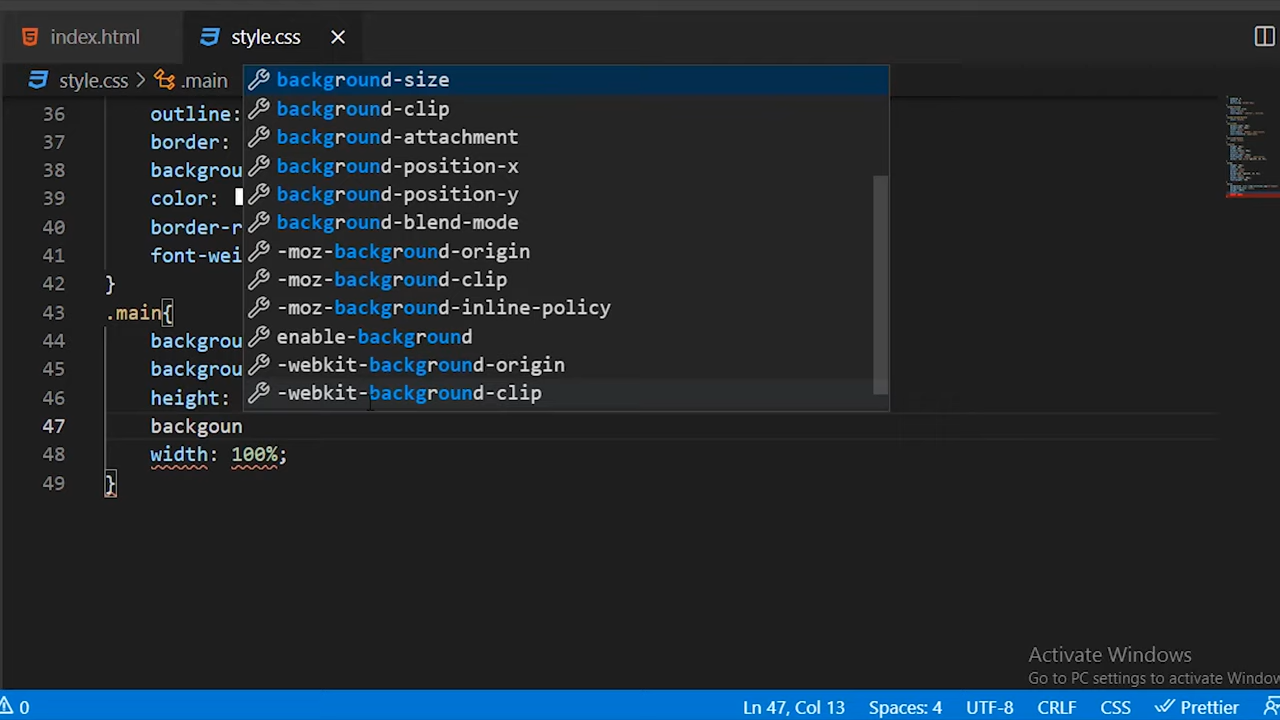 index.html
style.css
style.css
.main
background-size
background-clip
background-attachment
background-position-x
background-position-y
background-blend-mode
-moz-background-origin
-moz-background-clip
-moz-background-inline-policy
enable-background
-webkit-background-origin
-webkit-background-clip
36 outline:
37 border:
38 backgrou
39 color:
40 border-r
41 font-wei
42 }
43 .main{
44 backgrou
45 backgrou
46 height:
47 backgoun
48 width: 100%;
49 }
Activate Windows
Go to PC settings to activate Window
0 Ln 47, Col 13 Spaces: 4 UTF-8 CRLF CSS Prettier